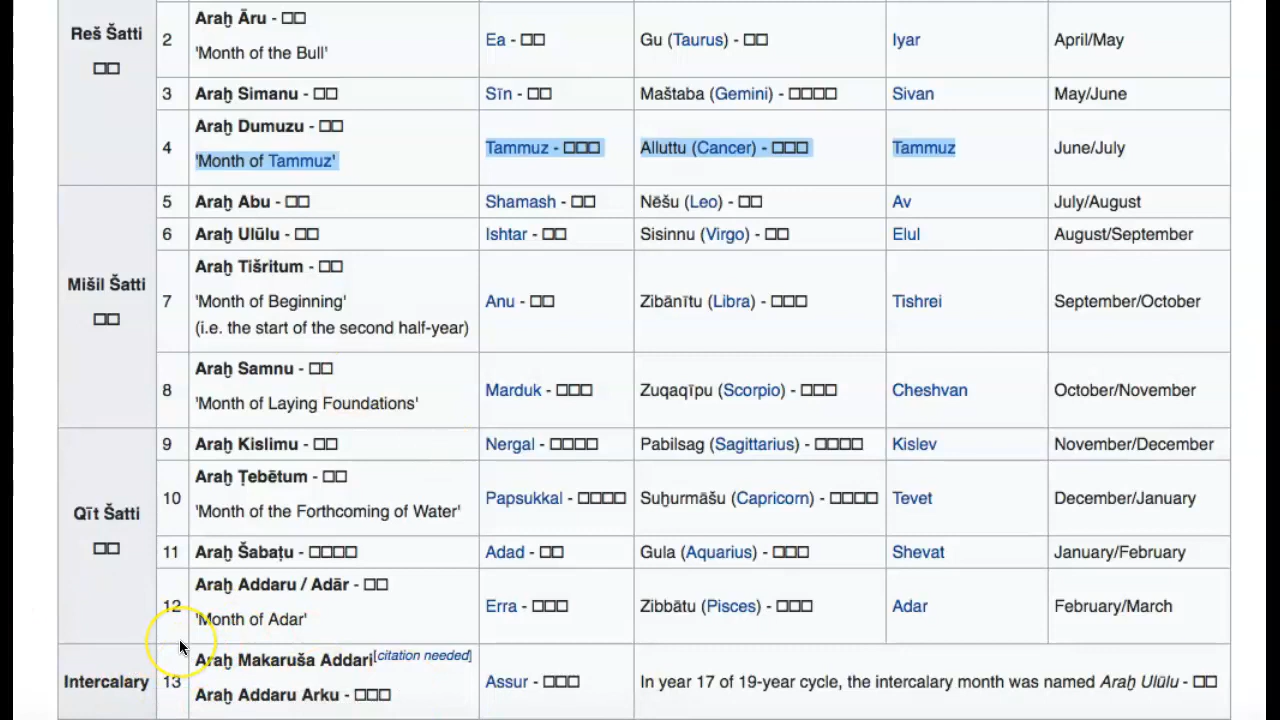 Reš Šatti
□□
Araḫ Āru - □□
2
'Month of the Bull'
Ea - □□
Gu (Taurus) - □□
Iyar
April/May
3
Araḫ Simanu - □□
Sīn - □□
Maštaba (Gemini) - □□□□
Sivan
May/June
Araḫ Dumuzu - □□
4
'Month of Tammuz'
Tammuz - □□□
Alluttu (Cancer) - □□□
Tammuz
June/July
Mišil Šatti
□□
5
Araḫ Abu - □□
Shamash - □□
Nēšu (Leo) - □□
Av
July/August
6
Araḫ Ulūlu - □□
Ishtar - □□
Sisinnu (Virgo) - □□
Elul
August/September
Araḫ Tišritum - □□
7
'Month of Beginning'
(i.e. the start of the second half-year)
Anu - □□
Zibānītu (Libra) - □□□
Tishrei
September/October
Araḫ Samnu - □□
8
'Month of Laying Foundations'
Marduk - □□□
Zuqaqīpu (Scorpio) - □□□
Cheshvan
October/November
Qīt Šatti
□□
9
Araḫ Kislimu - □□
Nergal - □□□□
Pabilsag (Sagittarius) - □□□□
Kislev
November/December
Araḫ Ṭebētum - □□
10
'Month of the Forthcoming of Water'
Papsukkal - □□□□
Suḫurmāšu (Capricorn) - □□□□
Tevet
December/January
11
Araḫ Šabaṭu - □□□□
Adad - □□
Gula (Aquarius) - □□□
Shevat
January/February
Araḫ Addaru / Adār - □□
12
'Month of Adar'
Erra - □□□
Zibbātu (Pisces) - □□□
Adar
February/March
Intercalary
13
Araḫ Makaruša Addari[citation needed]
Araḫ Addaru Arku - □□□
Assur - □□□
In year 17 of 19-year cycle, the intercalary month was named Araḫ Ulūlu - □□